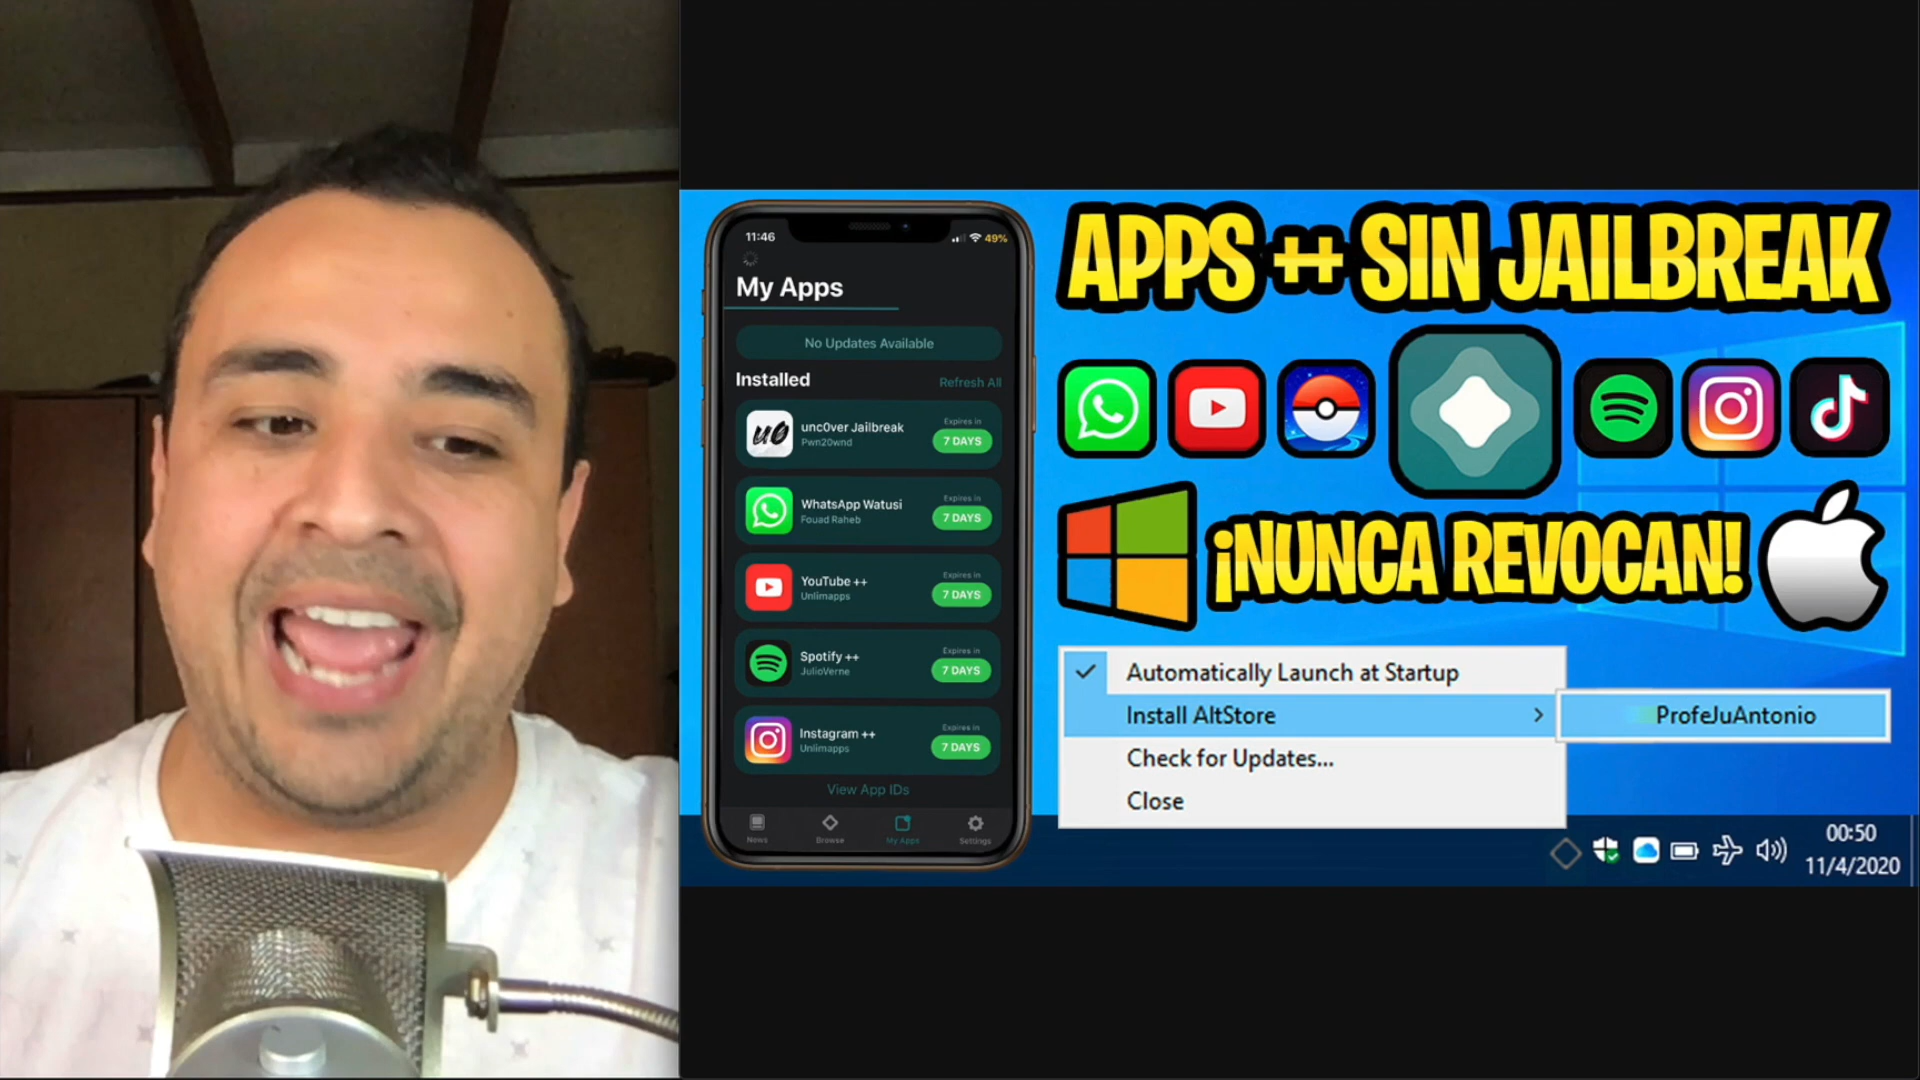 APPS ++ SIN JAILBREAK
¡NUNCA REVOCAN!
11:46
49%
My Apps
No Updates Available
Installed
Refresh All
unc0ver Jailbreak
Pwn20wnd
Expires in
7 DAYS
WhatsApp Watusi
Fouad Raheb
Expires in
7 DAYS
YouTube ++
Unlimapps
Expires in
7 DAYS
Spotify ++
JulioVerne
Expires in
7 DAYS
Instagram ++
Unlimapps
Expires in
7 DAYS
View App IDs
News
Browse
My Apps
Settings
u0
Automatically Launch at Startup
Install AltStore
ProfeJuAntonio
Check for Updates...
Close
00:50
11/4/2020